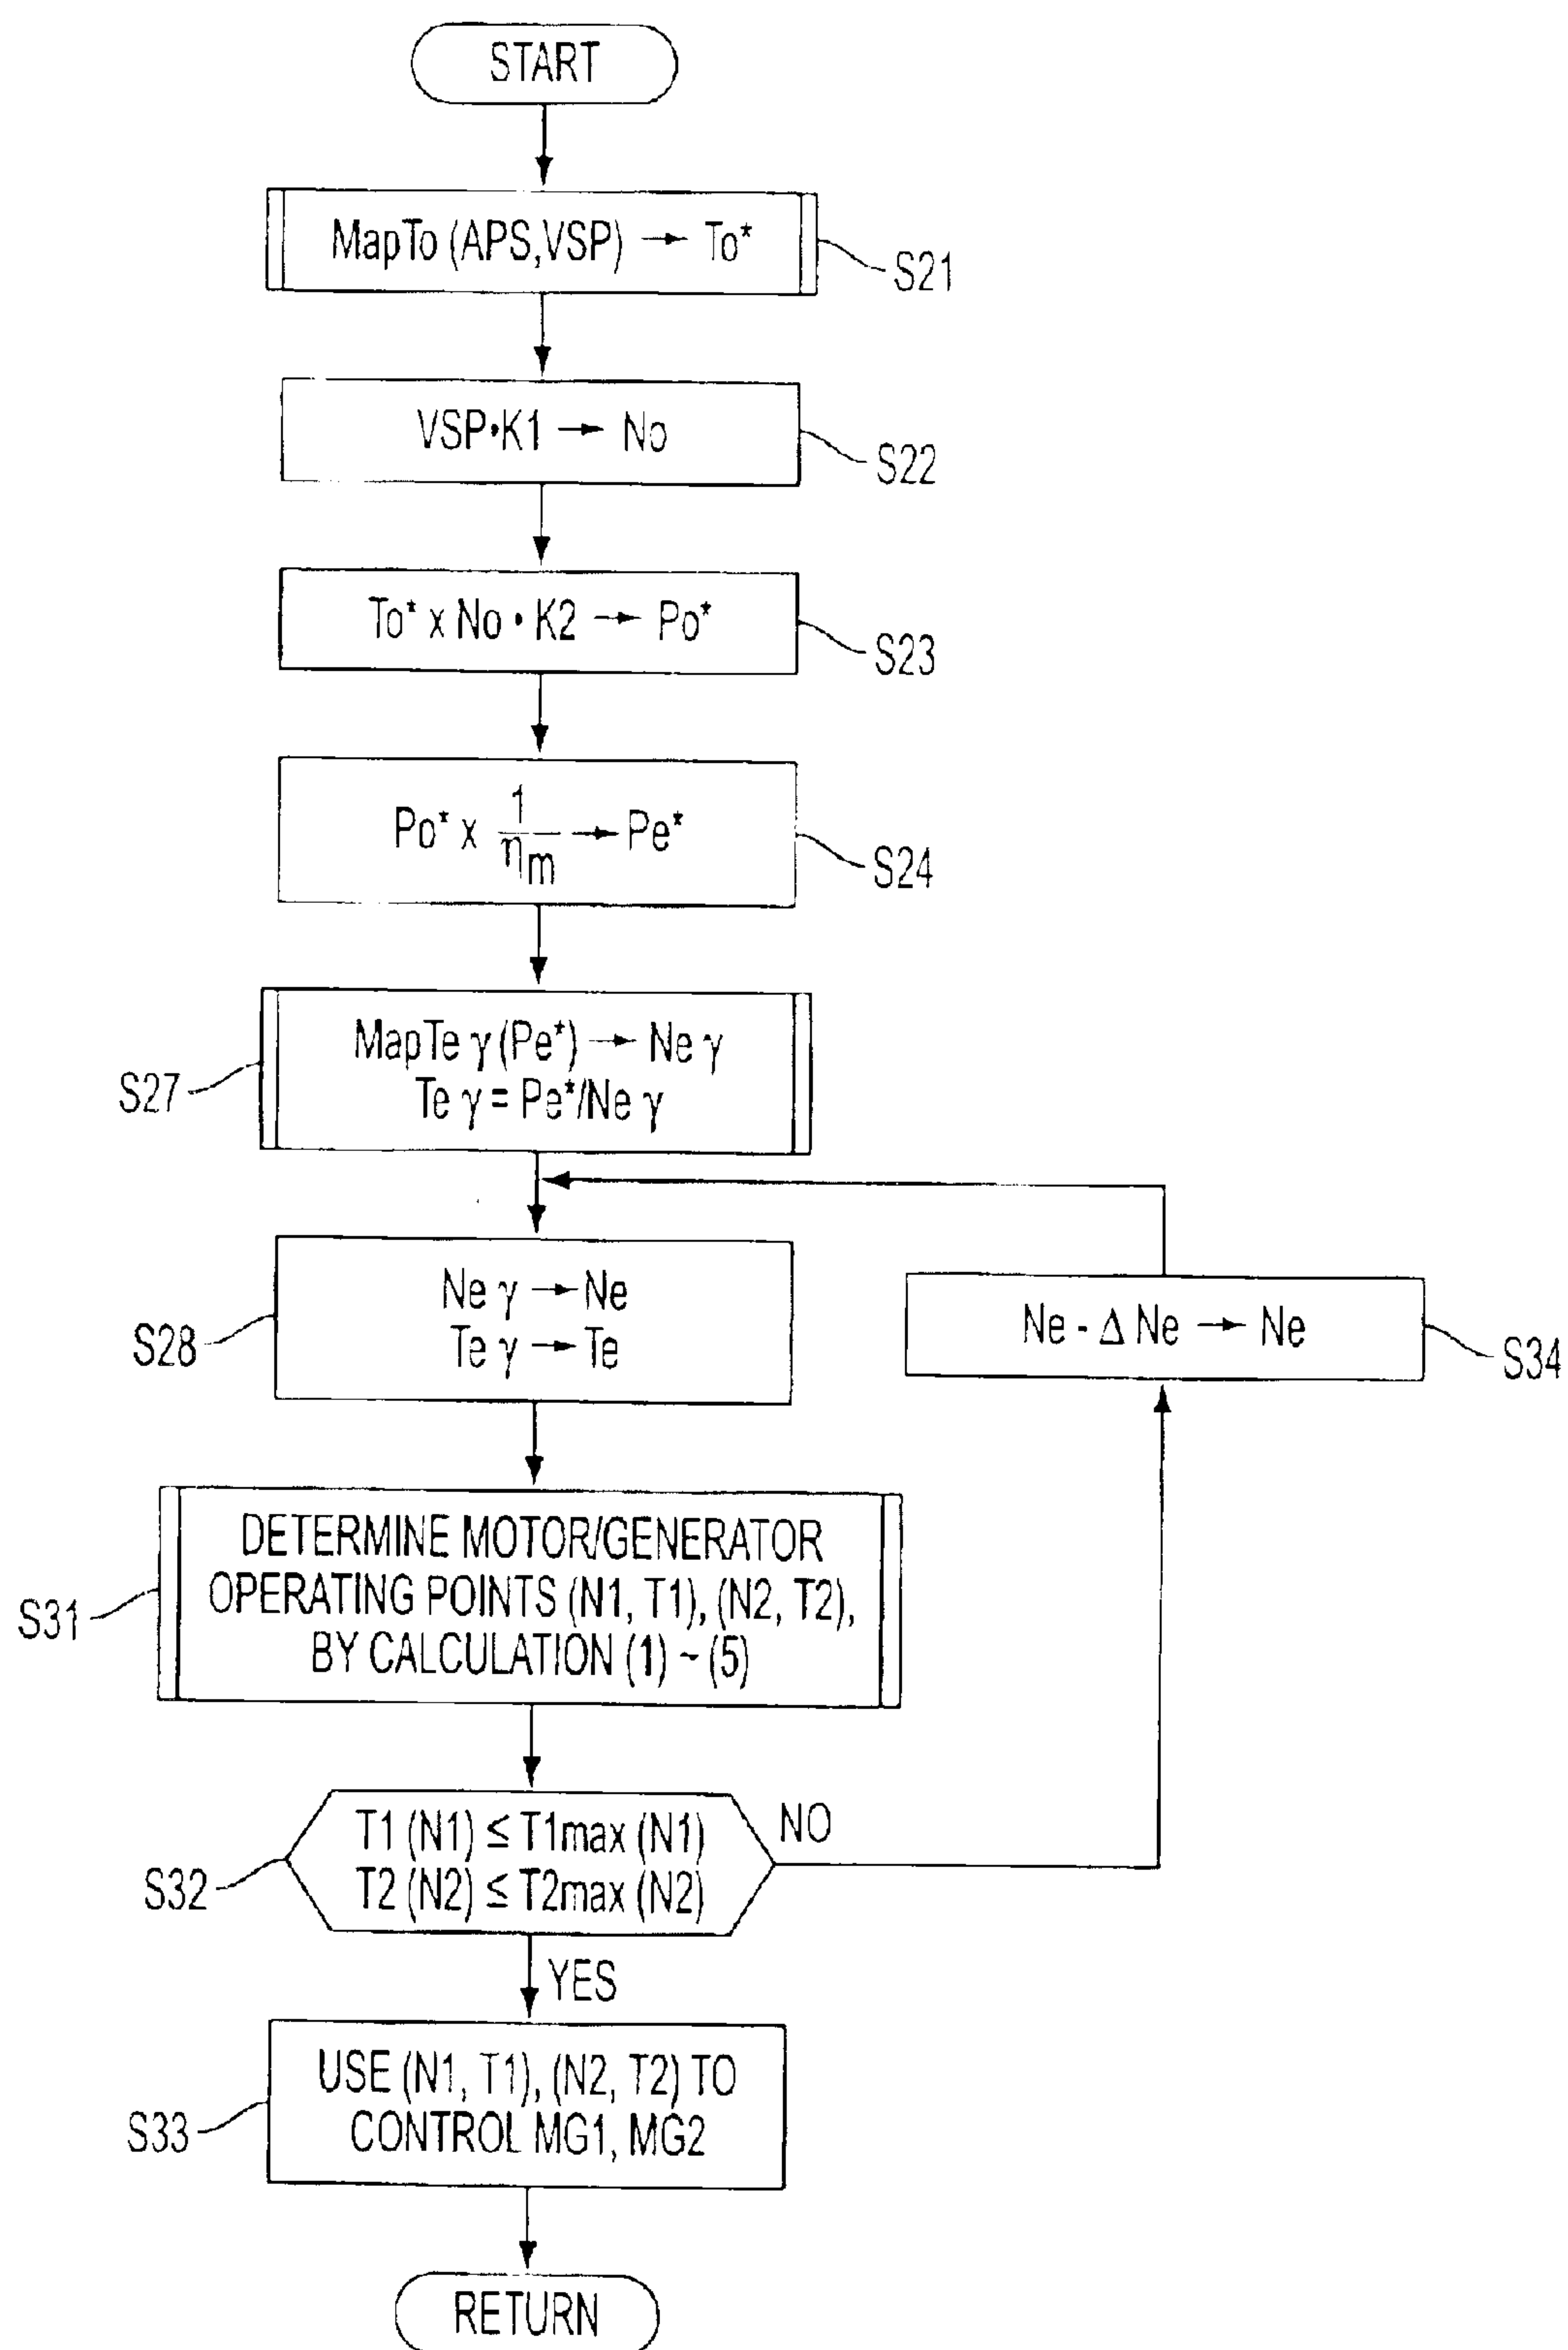 START
MapTo (APS,VSP) → To*
S21
VSP•K1 → No
S22
To* x No • K2 → Po*
S23
Po* x 1/ηm → Pe*
S24
MapTe γ (Pe*) → Ne γ
Te γ = Pe*/Ne γ
S27
Ne γ → Ne
Te γ → Te
S28
Ne - Δ Ne → Ne
S34
DETERMINE MOTOR/GENERATOR
OPERATING POINTS (N1, T1), (N2, T2),
BY CALCULATION (1) ~ (5)
S31
T1 (N1) ≤ T1max (N1)
T2 (N2) ≤ T2max (N2)
NO
S32
YES
USE (N1, T1), (N2, T2) TO
CONTROL MG1, MG2
S33
RETURN